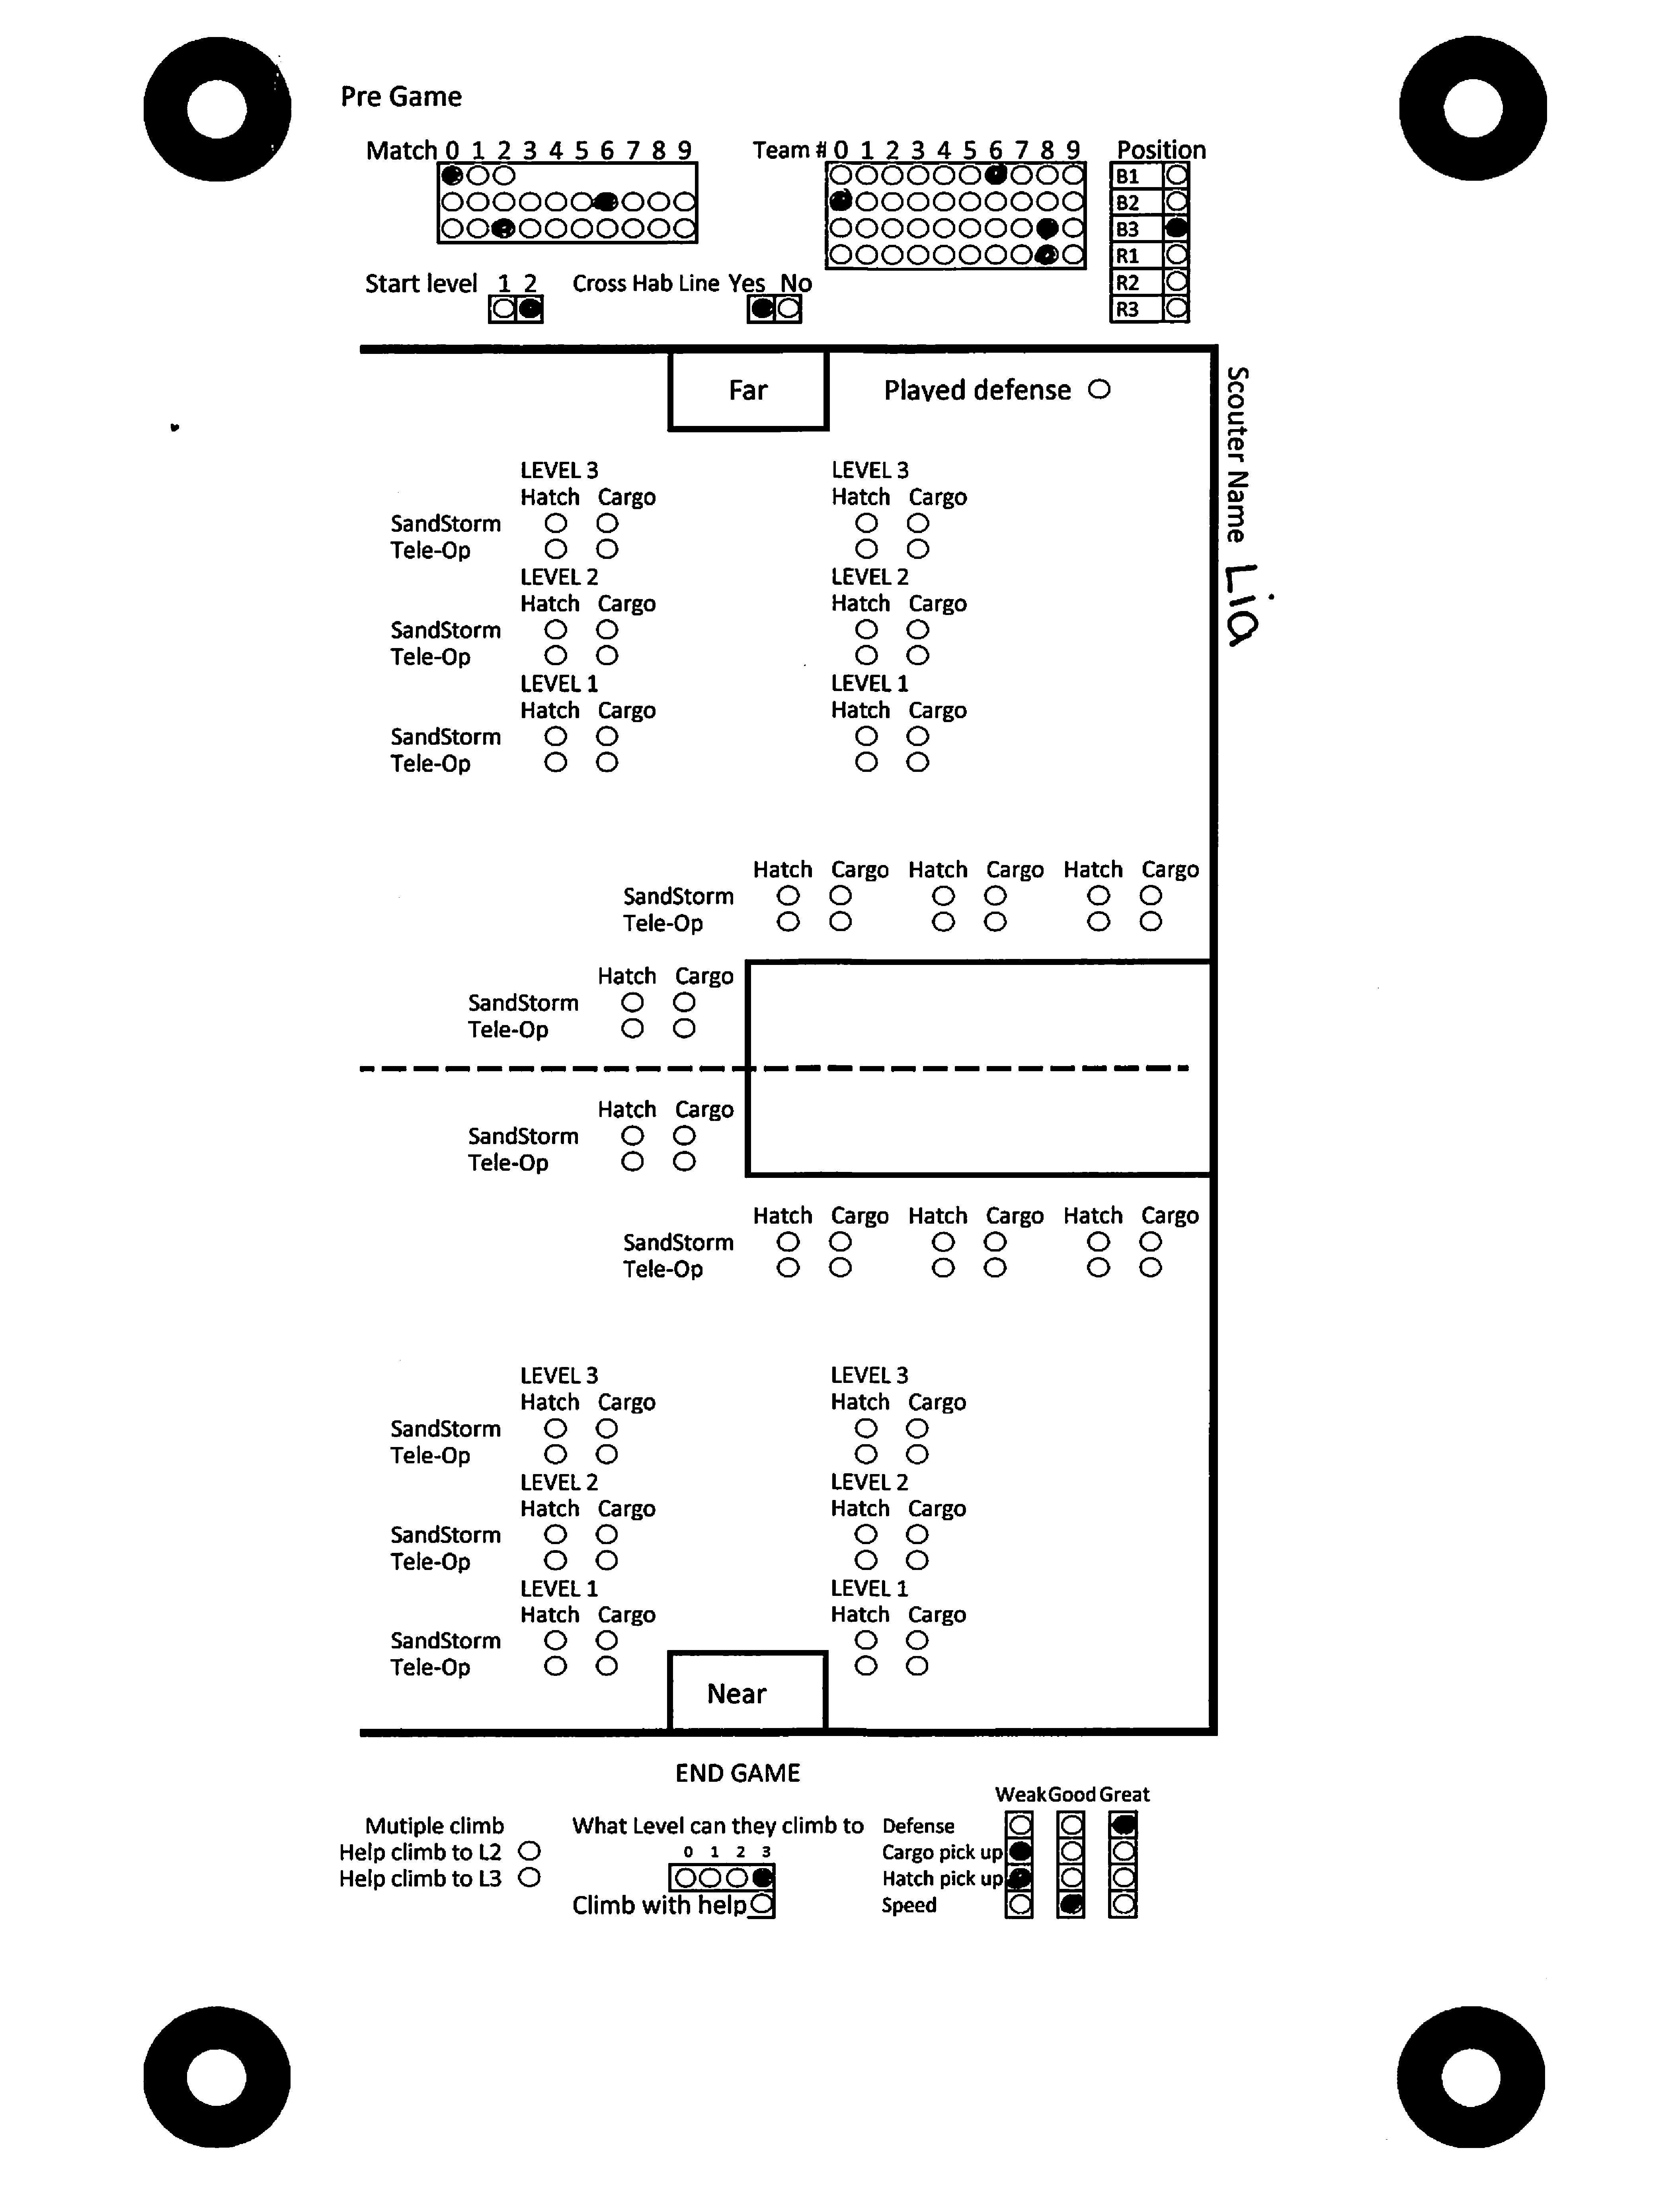 Pre Game
Match 0 1 2 3 4 5 6 7 8 9
Team # 0 1 2 3 4 5 6 7 8 9
Position
B1
B2
B3
R1
R2
R3
Start level 1 2
Cross Hab Line Yes No
Far
Played defense
Scouter Name Lia
LEVEL 3 LEVEL 3
Hatch Cargo Hatch Cargo
SandStorm
Tele-Op
LEVEL 2 LEVEL 2
Hatch Cargo Hatch Cargo
SandStorm
Tele-Op
LEVEL 1 LEVEL 1
Hatch Cargo Hatch Cargo
SandStorm
Tele-Op
Hatch Cargo Hatch Cargo Hatch Cargo
SandStorm
Tele-Op
Hatch Cargo
SandStorm
Tele-Op
Hatch Cargo
SandStorm
Tele-Op
Hatch Cargo Hatch Cargo Hatch Cargo
SandStorm
Tele-Op
LEVEL 3 LEVEL 3
Hatch Cargo Hatch Cargo
SandStorm
Tele-Op
LEVEL 2 LEVEL 2
Hatch Cargo Hatch Cargo
SandStorm
Tele-Op
LEVEL 1 LEVEL 1
Hatch Cargo Hatch Cargo
SandStorm
Tele-Op
Near
END GAME
Mutiple climb
Help climb to L2
Help climb to L3
What Level can they climb to
0 1 2 3
Climb with help
Weak Good Great
Defense
Cargo pick up
Hatch pick up
Speed